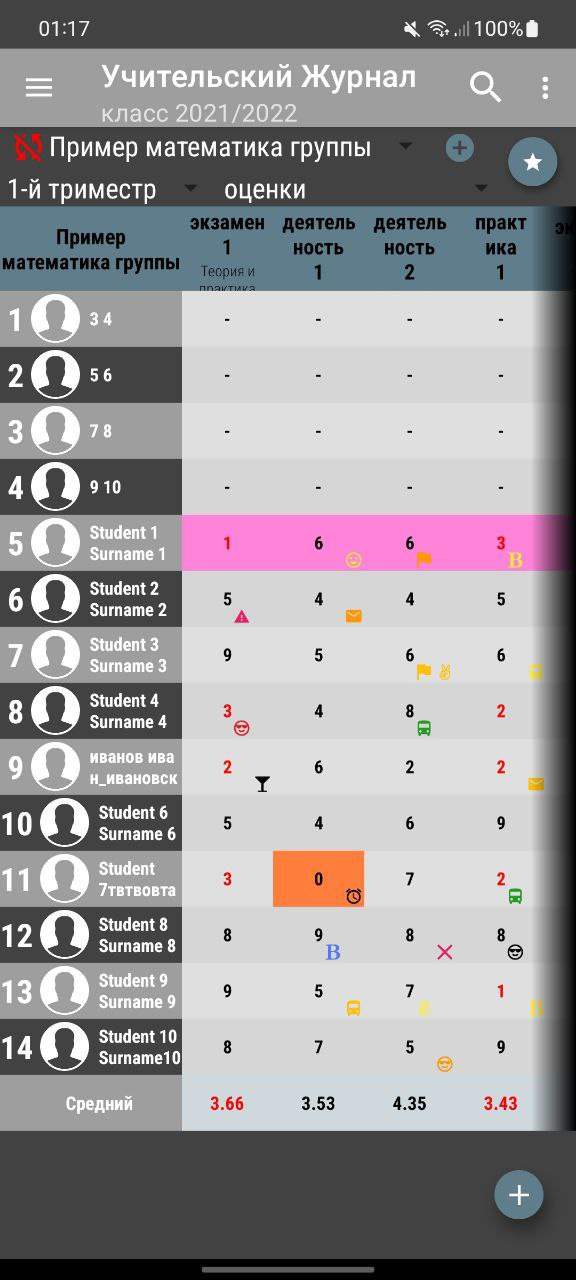 01:17 100%
Учительский Журнал
класс 2021/2022
Пример математика группы
1-й триместр оценки
Пример математика группы экзамен 1 деятель ность 1 деятель ность 2 практ ика 1 эк
Теория и практика
1 3 4 - - - -
2 5 6 - - - -
3 7 8 - - - -
4 9 10 - - - -
5 Student 1 Surname 1 1 6 6 3 B
6 Student 2 Surname 2 5 4 4 5
7 Student 3 Surname 3 9 5 6 6
8 Student 4 Surname 4 3 4 8 2
9 иванов ива н_ивановск 2 6 2 2
10 Student 6 Surname 6 5 4 6 9
11 Student 7твтвовта 3 0 7 2
12 Student 8 Surname 8 8 9 B 8 8
13 Student 9 Surname 9 9 5 7 1 B
14 Student 10 Surname10 8 7 5 9
Средний 3.66 3.53 4.35 3.43